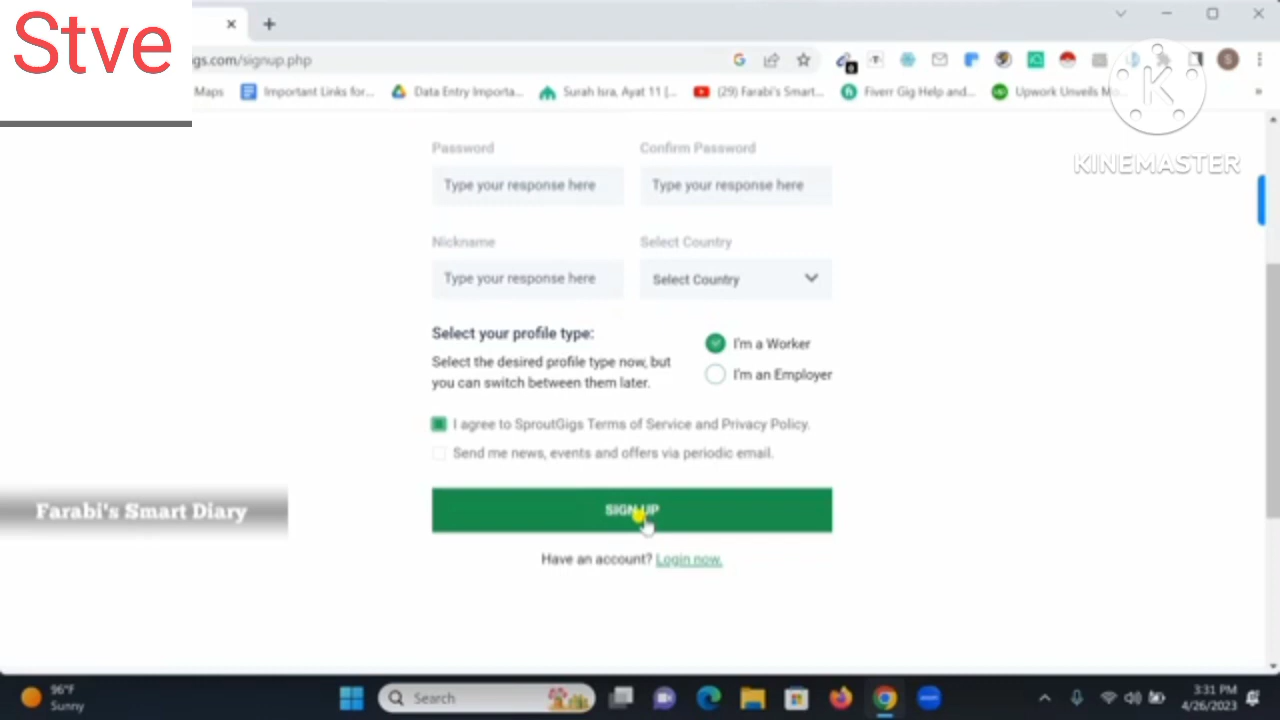 Stve
gs.com/signup.php
Maps
Important Links for...
Data Entry Importa...
Surah Isra, Ayat 11 [...
(29) Farabi's Smart...
Fiverr Gig Help and...
Upwork Unveils Mo...
K
KINEMASTER
Password
Confirm Password
Type your response here
Type your response here
Nickname
Select Country
Type your response here
Select Country
Select your profile type:
I'm a Worker
Select the desired profile type now, but
you can switch between them later.
I'm an Employer
I agree to SproutGigs Terms of Service and Privacy Policy.
Send me news, events and offers via periodic email.
Farabi's Smart Diary
SIGN UP
Have an account? Login now.
96°F
Sunny
Search
3:31 PM
4/26/2023